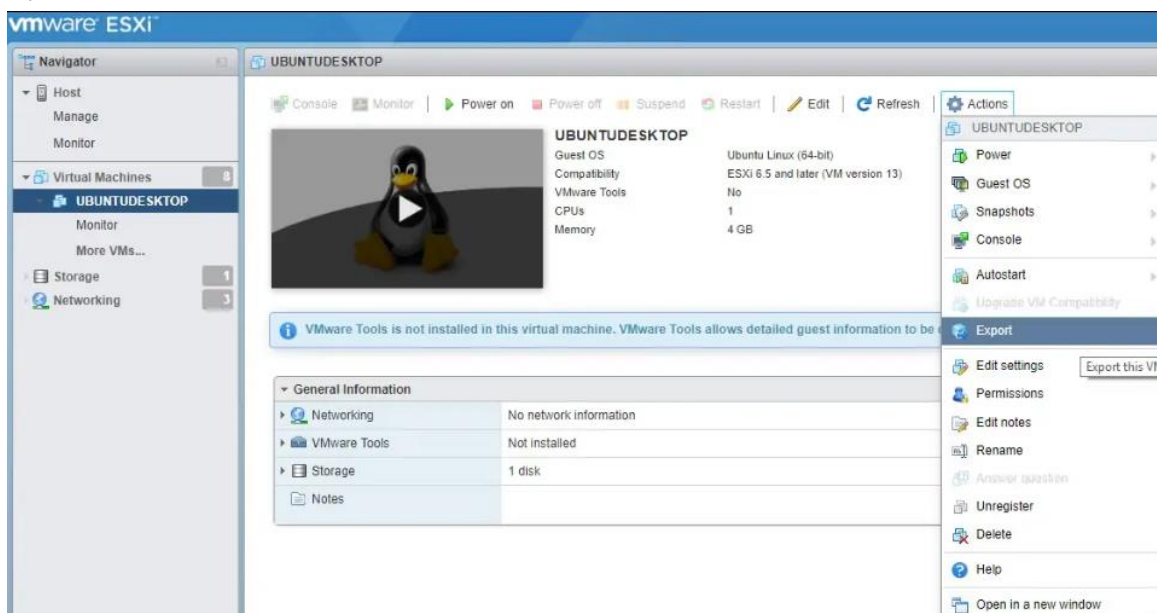 vmware ESXi
Navigator
Host
Manage
Monitor
Virtual Machines 8
UBUNTUDESKTOP
Monitor
More VMs...
Storage 1
Networking 3
UBUNTUDESKTOP
Console Monitor Power on Power off Suspend Restart Edit Refresh Actions
UBUNTUDESKTOP
Guest OS Ubuntu Linux (64-bit)
Compatibility ESXi 6.5 and later (VM version 13)
VMware Tools No
CPUs 1
Memory 4 GB
VMware Tools is not installed in this virtual machine. VMware Tools allows detailed guest information to be
General Information
Networking No network information
VMware Tools Not installed
Storage 1 disk
Notes
UBUNTUDESKTOP
Power
Guest OS
Snapshots
Console
Autostart
Upgrade VM Compatibility
Export
Edit settings
Export this VM
Permissions
Edit notes
Rename
Answer question
Unregister
Delete
Help
Open in a new window